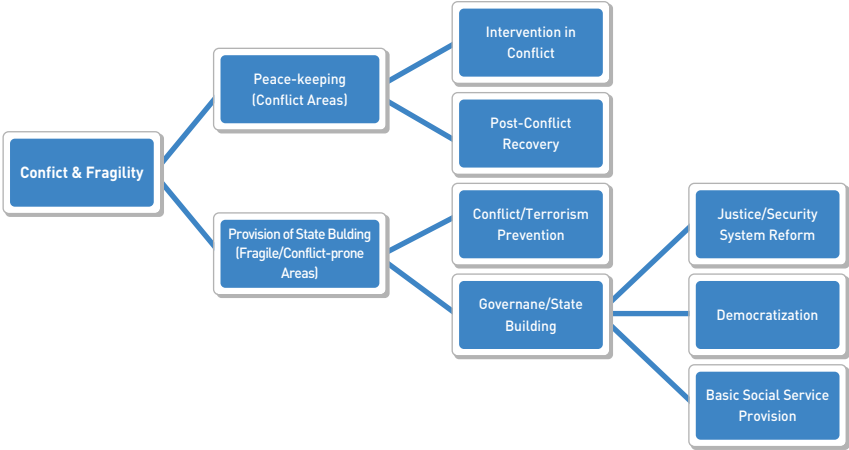 Confict & Fragility
Peace-keeping
(Conflict Areas)
Provision of State Bulding
(Fragile/Conflict-prone
Areas)
Intervention in
Conflict
Post-Conflict
Recovery
Conflict/Terrorism
Prevention
Governane/State
Building
Justice/Security
System Reform
Democratization
Basic Social Service
Provision